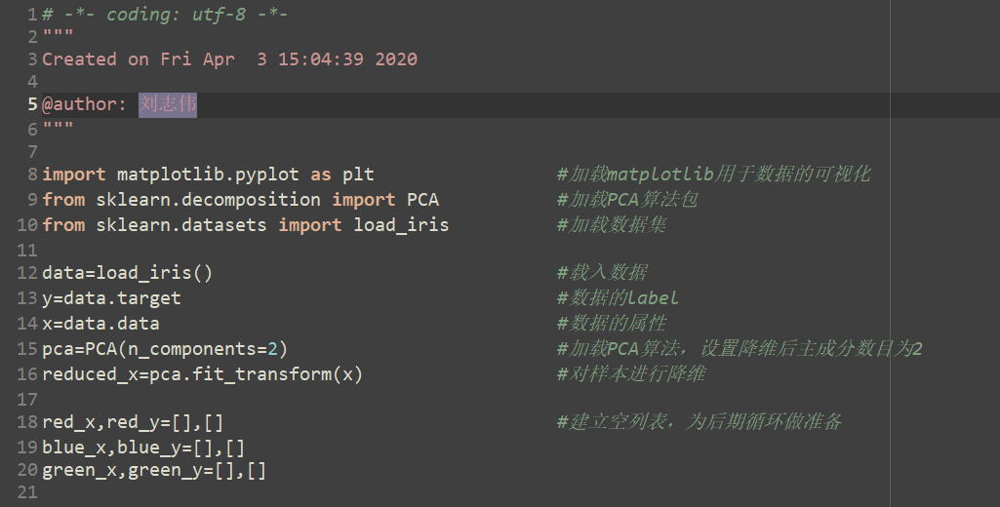 1 # -*- coding: utf-8 -*-
2 """
3 Created on Fri Apr  3 15:04:39 2020
4
5 @author: 刘志伟
6 """
7
8 import matplotlib.pyplot as plt #加载matplotlib用于数据的可视化
9 from sklearn.decomposition import PCA #加载PCA算法包
10 from sklearn.datasets import load_iris #加载数据集
11
12 data=load_iris() #载入数据
13 y=data.target #数据的label
14 x=data.data #数据的属性
15 pca=PCA(n_components=2) #加载PCA算法，设置降维后主成分数目为2
16 reduced_x=pca.fit_transform(x) #对样本进行降维
17
18 red_x,red_y=[],[] #建立空列表，为后期循环做准备
19 blue_x,blue_y=[],[]
20 green_x,green_y=[],[]
21